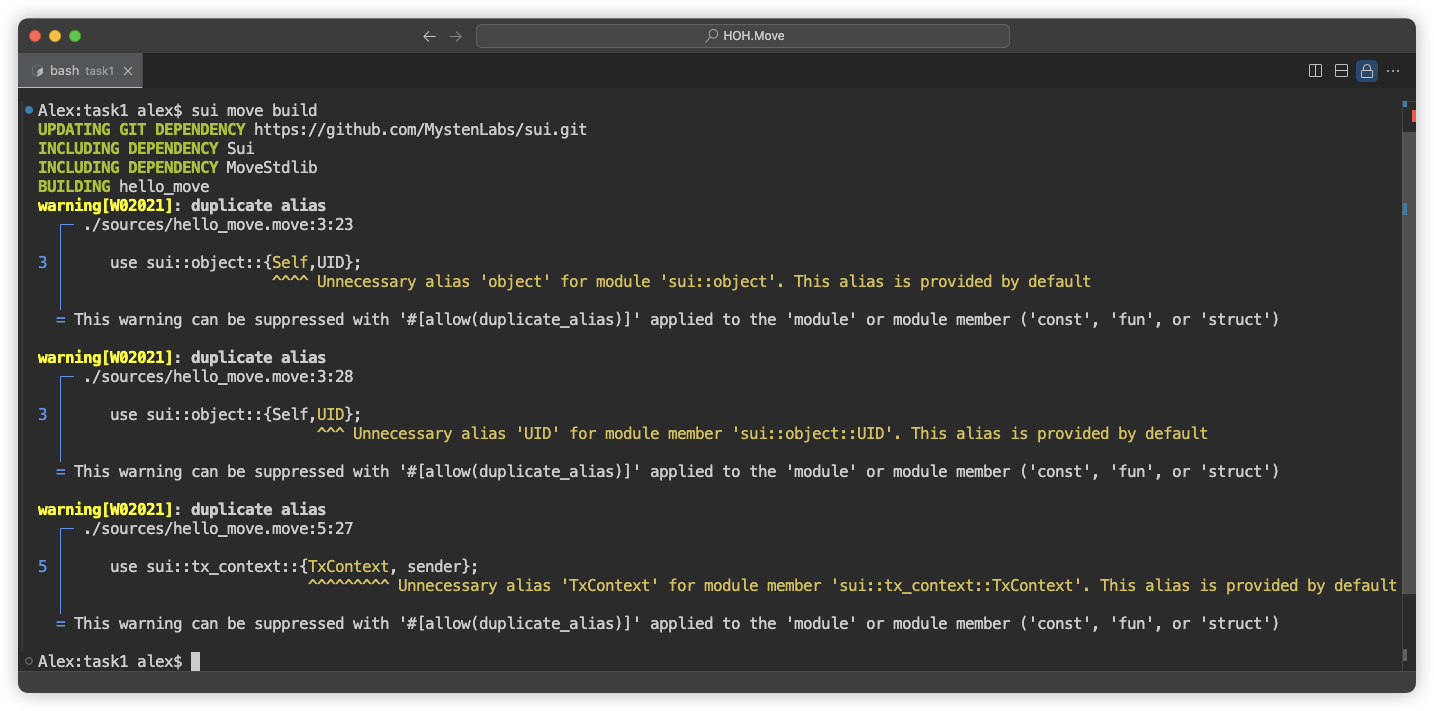 HOH.Move
bash task1
Alex:task1 alex$ sui move build
UPDATING GIT DEPENDENCY https://github.com/MystenLabs/sui.git
INCLUDING DEPENDENCY Sui
INCLUDING DEPENDENCY MoveStdlib
BUILDING hello_move
warning[W02021]: duplicate alias
./sources/hello_move.move:3:23
3 use sui::object::{Self,UID};
^^^^ Unnecessary alias 'object' for module 'sui::object'. This alias is provided by default
= This warning can be suppressed with '#[allow(duplicate_alias)]' applied to the 'module' or module member ('const', 'fun', or 'struct')
warning[W02021]: duplicate alias
./sources/hello_move.move:3:28
3 use sui::object::{Self,UID};
^^^ Unnecessary alias 'UID' for module member 'sui::object::UID'. This alias is provided by default
= This warning can be suppressed with '#[allow(duplicate_alias)]' applied to the 'module' or module member ('const', 'fun', or 'struct')
warning[W02021]: duplicate alias
./sources/hello_move.move:5:27
5 use sui::tx_context::{TxContext, sender};
^^^^^^^^^ Unnecessary alias 'TxContext' for module member 'sui::tx_context::TxContext'. This alias is provided by default
= This warning can be suppressed with '#[allow(duplicate_alias)]' applied to the 'module' or module member ('const', 'fun', or 'struct')
Alex:task1 alex$